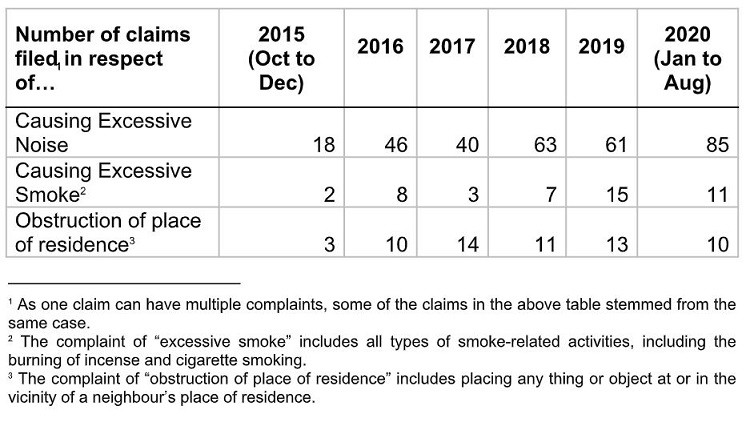 Number of claims filed,¹ in respect of… 2015 (Oct to Dec) 2016 2017 2018 2019 2020 (Jan to Aug)
Causing Excessive Noise 18 46 40 63 61 85
Causing Excessive Smoke² 2 8 3 7 15 11
Obstruction of place of residence³ 3 10 14 11 13 10
¹ As one claim can have multiple complaints, some of the claims in the above table stemmed from the
same case.
² The complaint of “excessive smoke” includes all types of smoke-related activities, including the
burning of incense and cigarette smoking.
³ The complaint of “obstruction of place of residence” includes placing any thing or object at or in the
vicinity of a neighbour’s place of residence.